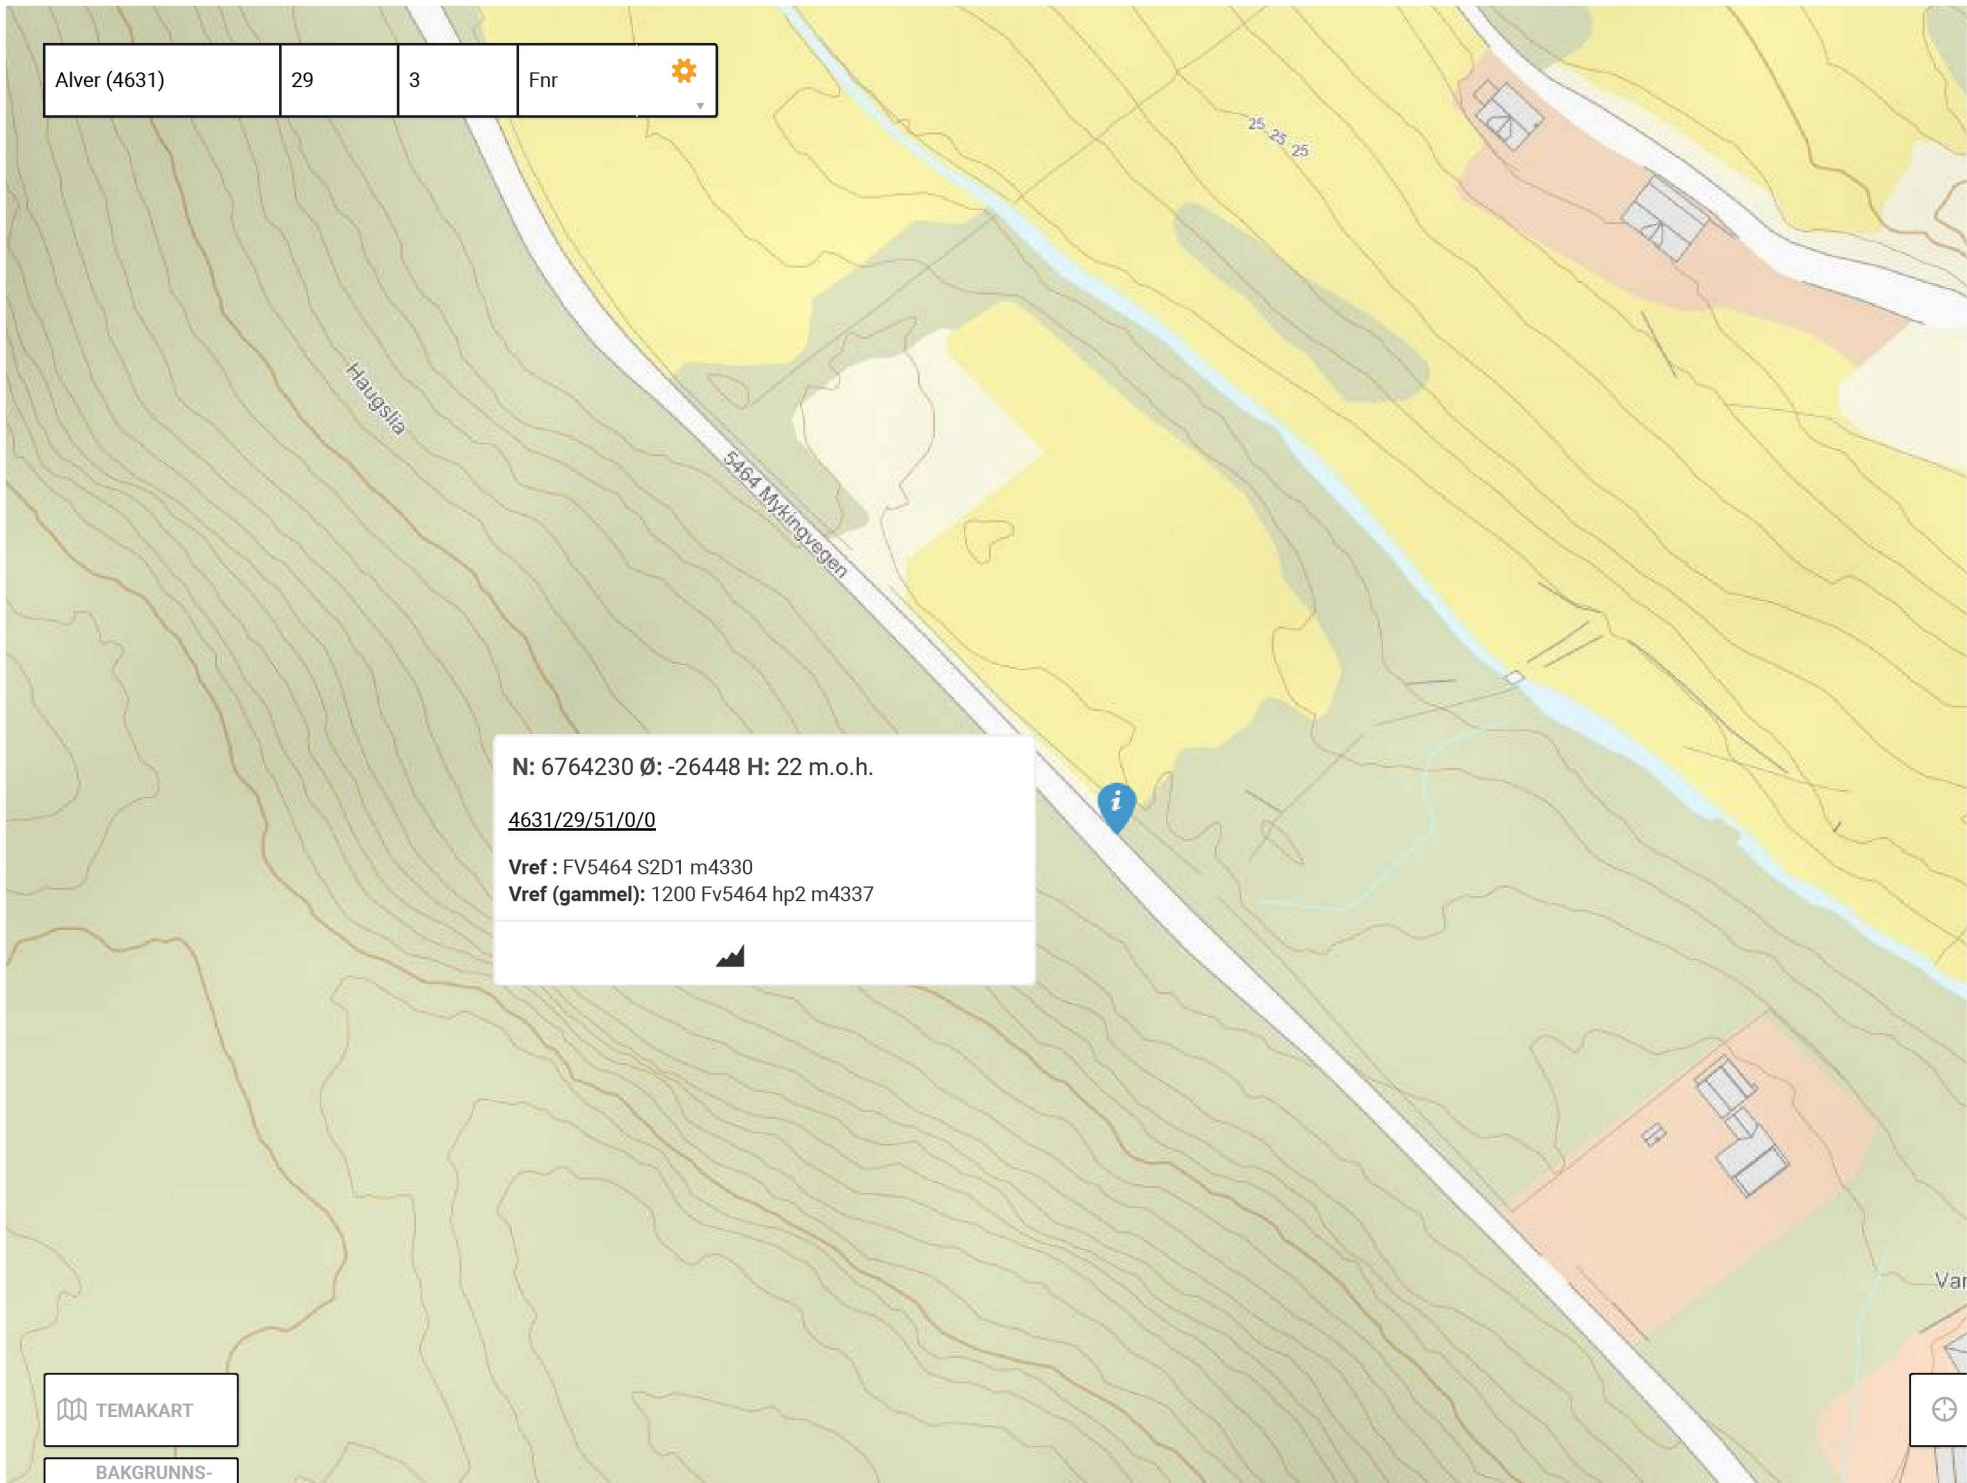 Alver (4631) 29 3 Fnr
25 25 25
Haugslia
5464 Mykingvegen
N: 6764230 Ø: -26448 H: 22 m.o.h.
4631/29/51/0/0
Vref : FV5464 S2D1 m4330
Vref (gammel): 1200 Fv5464 hp2 m4337
Var
TEMAKART
BAKGRUNNS-